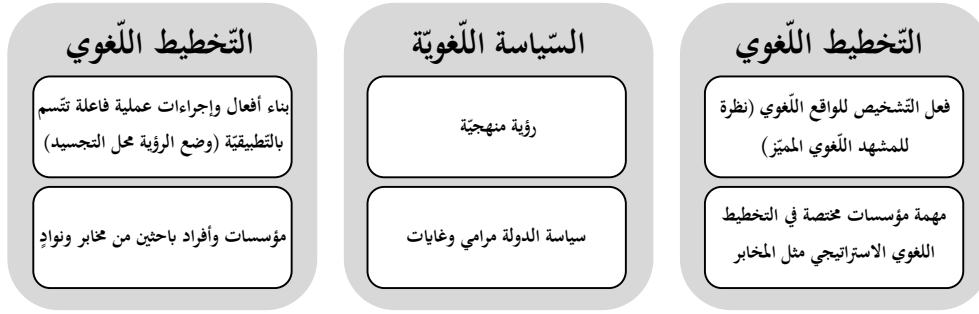 التّخطيط اللّغوي
فعل التّشخيص للواقع اللّغوي (نظرة
للمشهد اللّغوي المميّز)
مهمة مؤسسات مختصة في التخطيط
اللغوي الاستراتيجي مثل المخابر
السّياسة اللّغويّة
رؤية منهجيّة
سياسة الدولة مرامي وغايات
التّخطيط اللّغوي
بناء أفعال وإجراءات عملية فاعلة تتّسم
بالتّطبيقيّة (وضع الرؤية محل التجسيد)
مؤسسات وأفراد باحثين من مخابر ونوادٍ